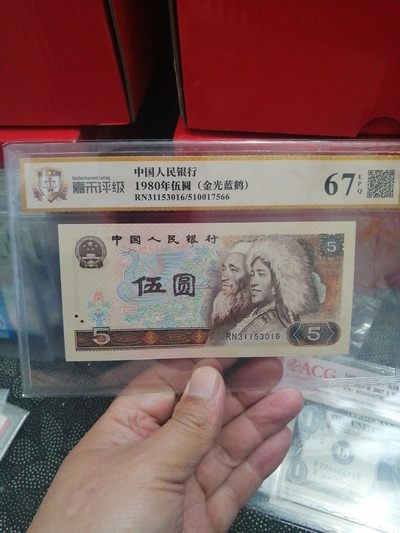 中国人民银行
1980年伍圆（金光蓝鹤）
RN31153016/510017566
嘉禾评级
67 EPQ
中国人民银行
5
伍圆
RN31153016
5
5
ACG